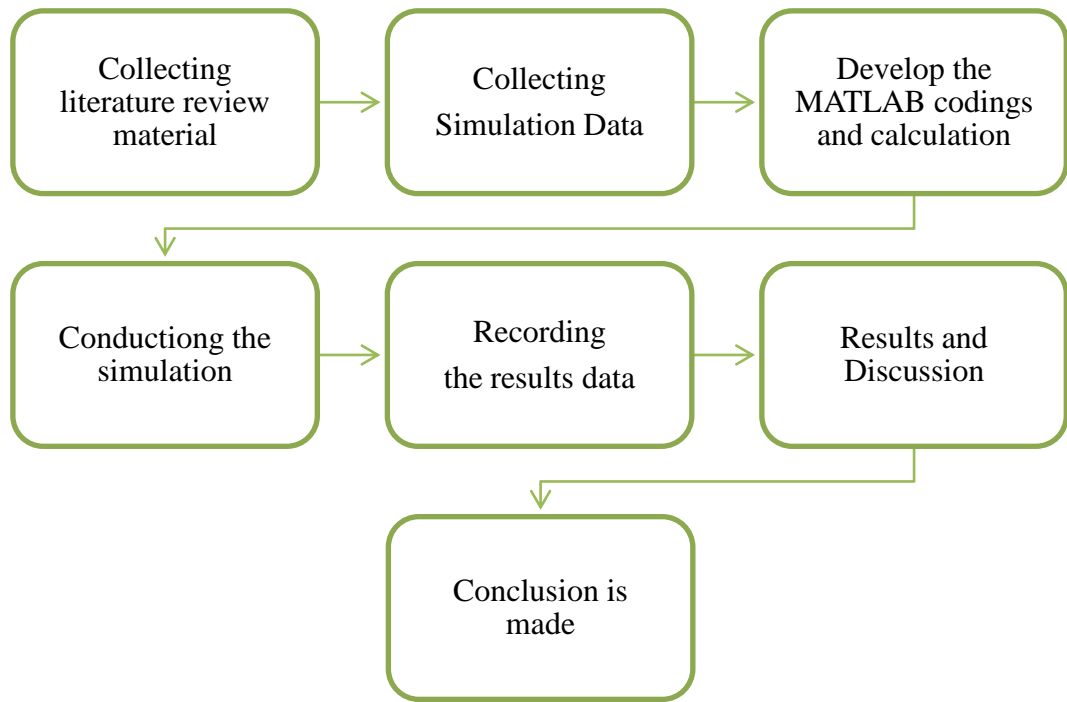 Collecting
literature review
material
Collecting
Simulation Data
Develop the
MATLAB codings
and calculation
Conductiong the
simulation
Recording
the results data
Results and
Discussion
Conclusion is
made